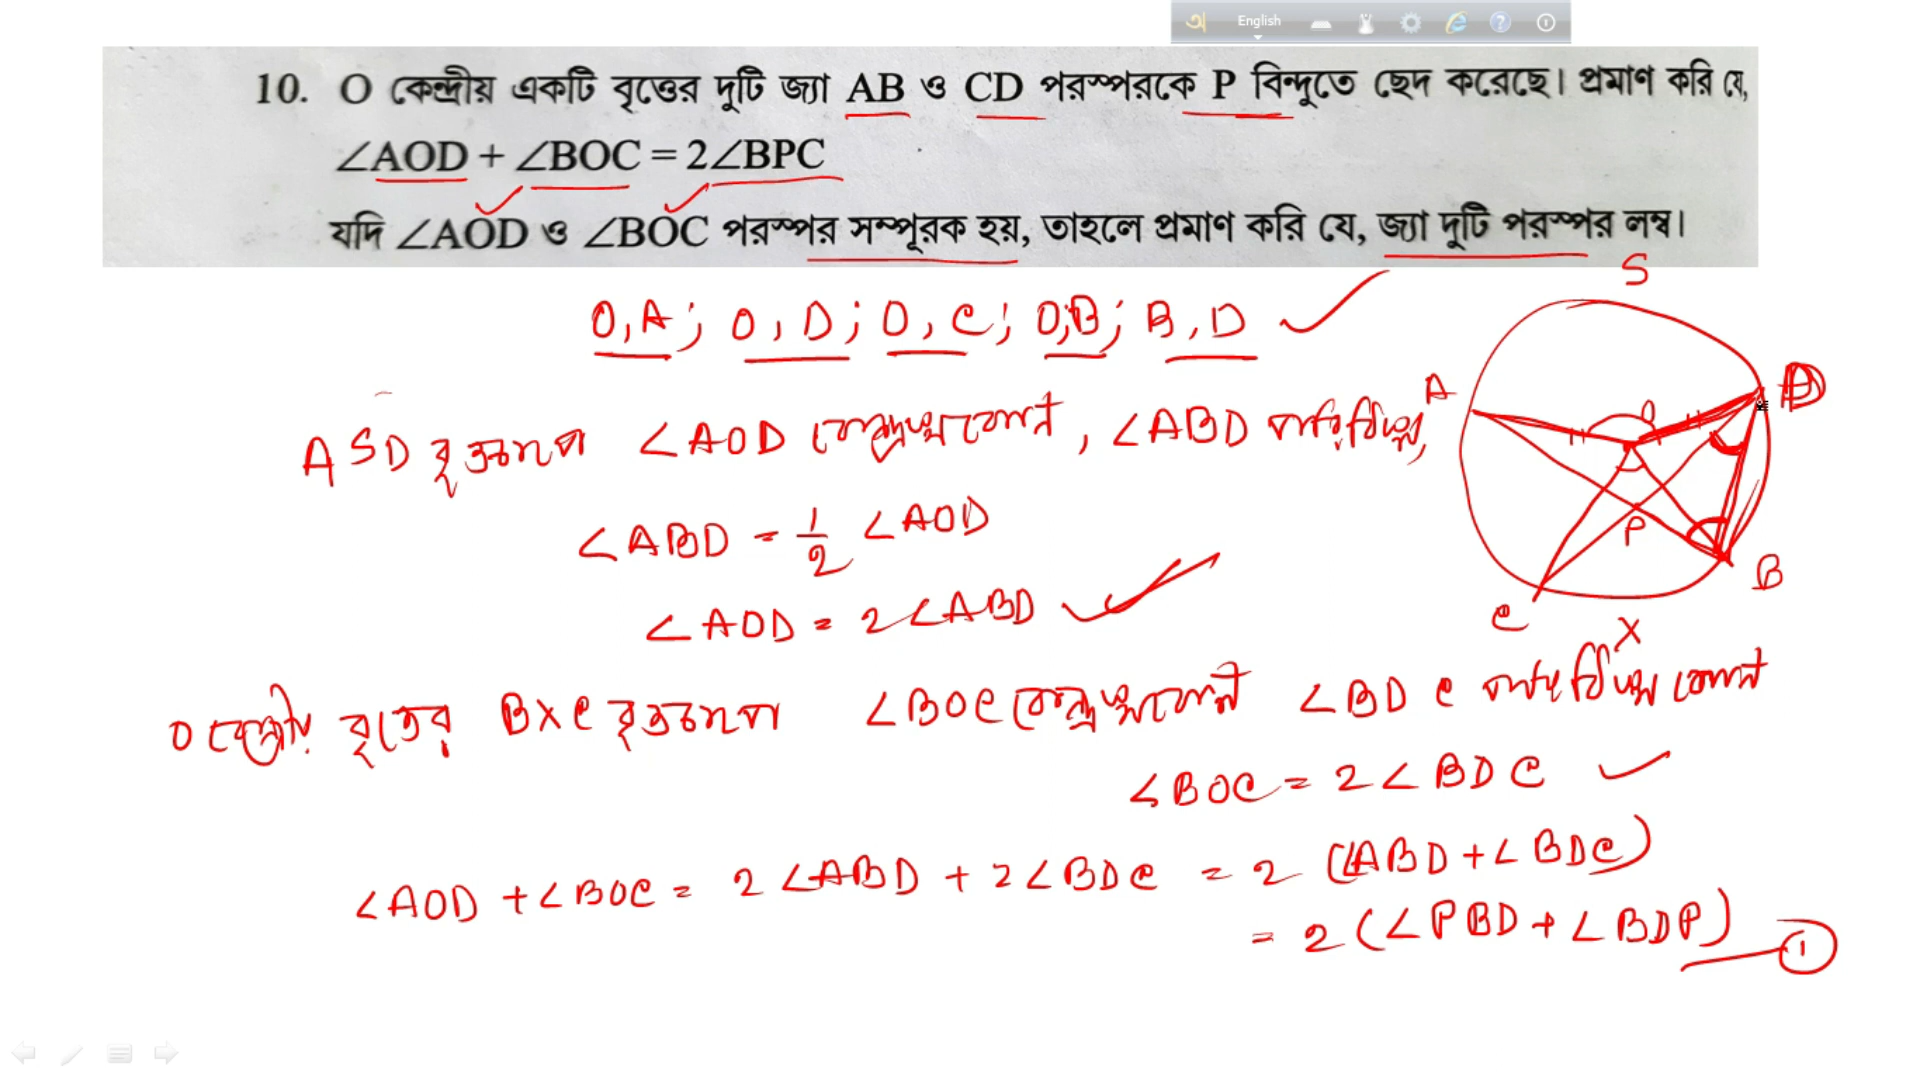 English
10. O কেন্দ্রীয় একটি বৃত্তের দুটি জ্যা AB ও CD পরস্পরকে P বিন্দুতে ছেদ করেছে। প্রমাণ করি যে,
∠AOD + ∠BOC = 2∠BPC
যদি ∠AOD ও ∠BOC পরস্পর সম্পূরক হয়, তাহলে প্রমাণ করি যে, জ্যা দুটি পরস্পর লম্ব।
S
O, A; O, D; O, C; O, B; B, D
A
D
O
ASD বৃত্তচাপের ∠AOD কেন্দ্রস্থকোণ, ∠ABD পরিধিস্থ,
∠ABD = 1/2 ∠AOD
P
B
∠AOD = 2∠ABD
C
X
O কেন্দ্রীয় বৃত্তের BXC বৃত্তচাপের ∠BOC কেন্দ্রস্থকোণ ∠BDC পরিধিস্থ কোণ
∠BOC = 2∠BDC
∠AOD + ∠BOC = 2∠ABD + 2∠BDC = 2 (∠ABD + ∠BDC)
= 2 (∠PBD + ∠BDP) 1